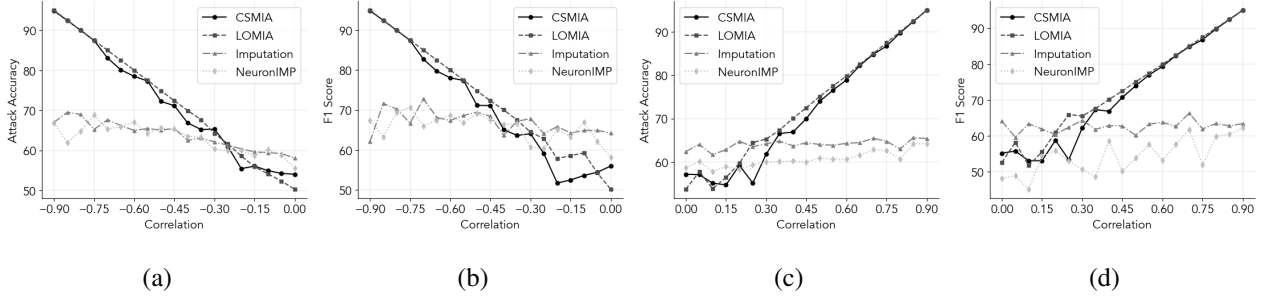 90
80
70
60
50
−0.90 −0.75 −0.60 −0.45 −0.30 −0.15 0.00
Attack Accuracy
Correlation
CSMIA
LOMIA
Imputation
NeuronIMP
(a)
90
80
70
60
50
−0.90 −0.75 −0.60 −0.45 −0.30 −0.15 0.00
F1 Score
Correlation
CSMIA
LOMIA
Imputation
NeuronIMP
(b)
90
80
70
60
0.00 0.15 0.30 0.45 0.60 0.75 0.90
Attack Accuracy
Correlation
CSMIA
LOMIA
Imputation
NeuronIMP
(c)
90
80
70
60
50
0.00 0.15 0.30 0.45 0.60 0.75 0.90
F1 Score
Correlation
CSMIA
LOMIA
Imputation
NeuronIMP
(d)